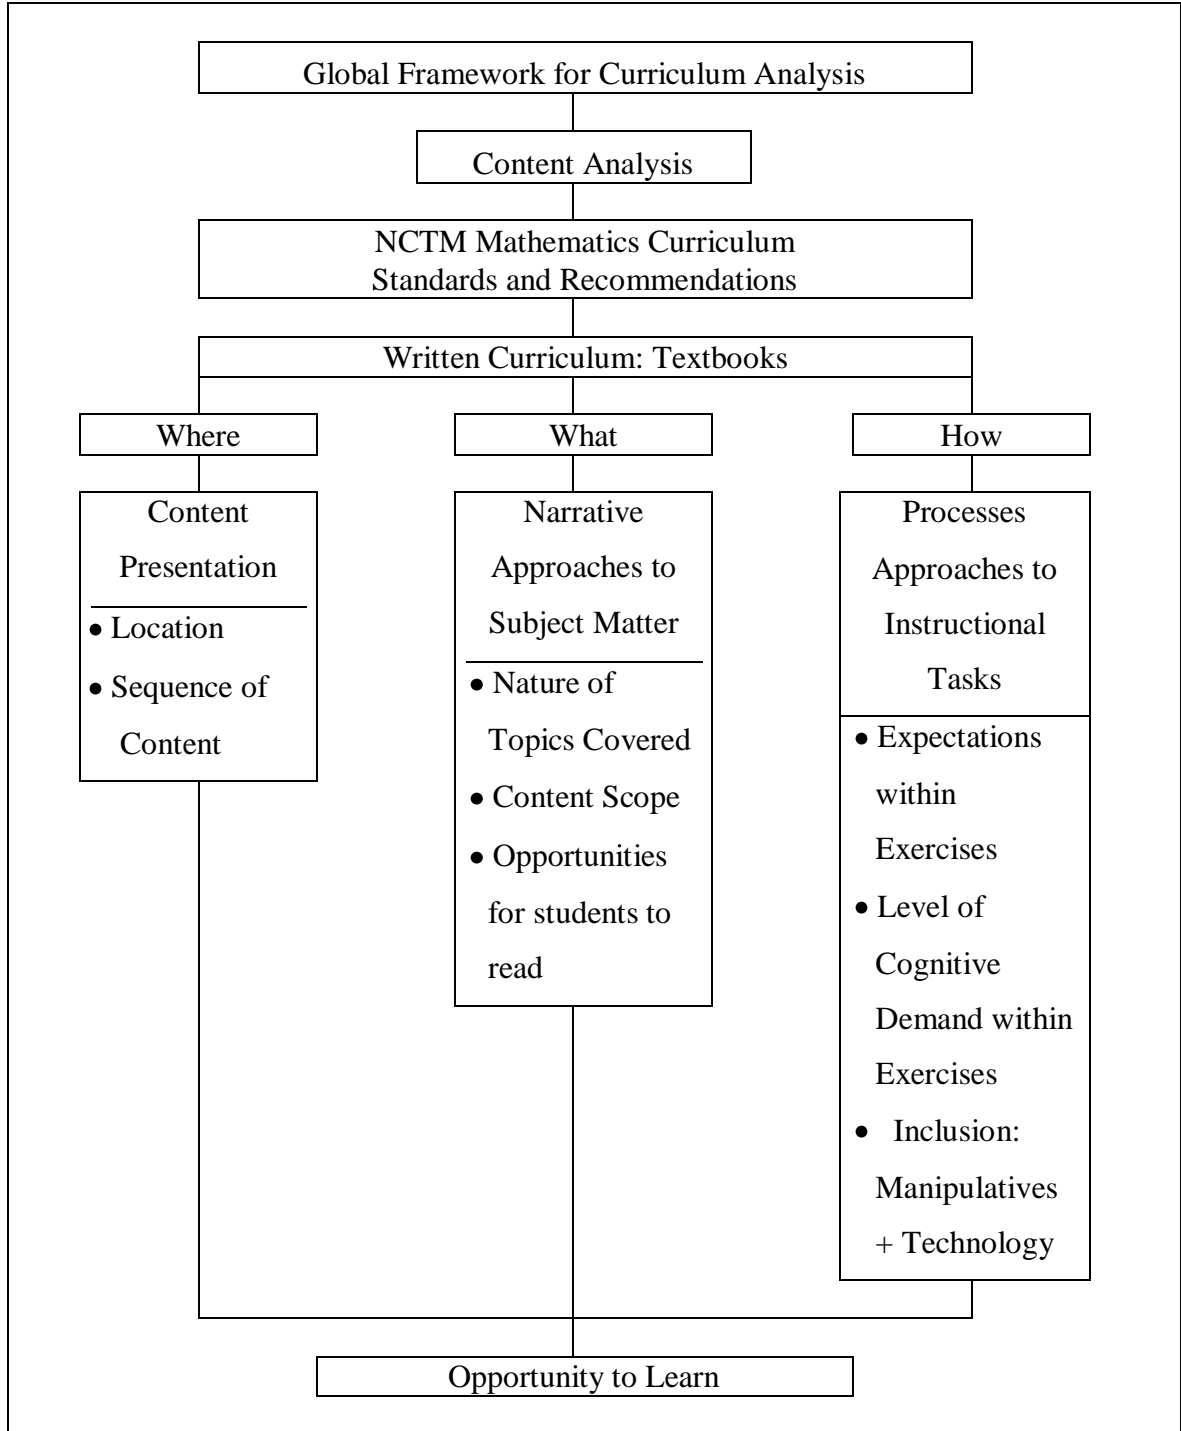 Global Framework for Curriculum Analysis
Content Analysis
NCTM Mathematics Curriculum
Standards and Recommendations
Written Curriculum: Textbooks
Where
What
How
Content
Presentation
• Location
• Sequence of
Content
Narrative
Approaches to
Subject Matter
• Nature of
Topics Covered
• Content Scope
• Opportunities
for students to
read
Processes
Approaches to
Instructional
Tasks
• Expectations
within
Exercises
• Level of
Cognitive
Demand within
Exercises
• Inclusion:
Manipulatives
+ Technology
Opportunity to Learn